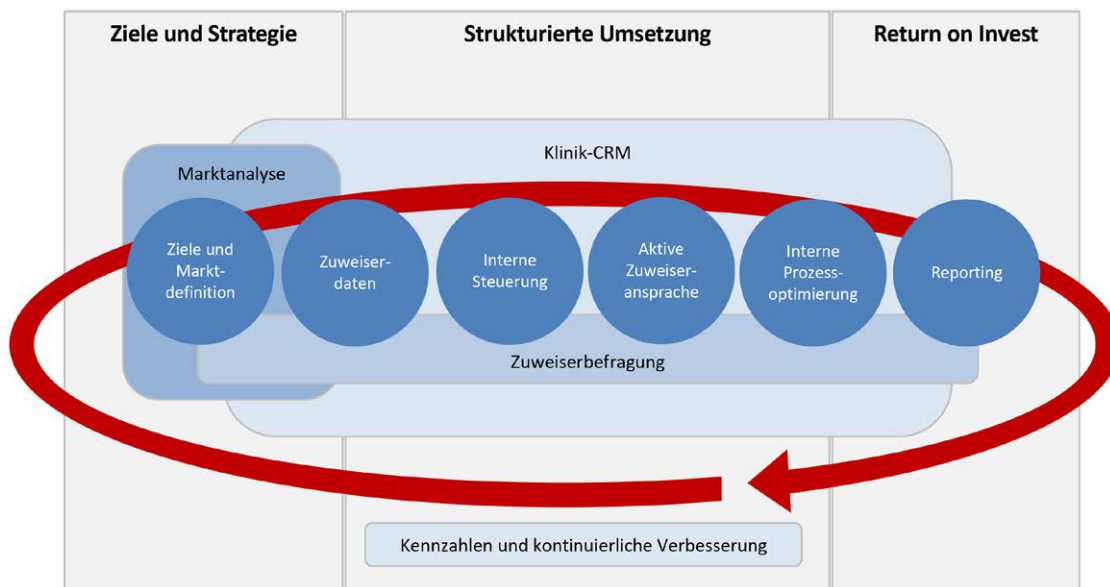 Ziele und Strategie
Strukturierte Umsetzung
Return on Invest
Klinik-CRM
Marktanalyse
Ziele und
Markt-
definition
Zuweiser-
daten
Interne
Steuerung
Aktive
Zuweiser-
ansprache
Interne
Prozess-
optimierung
Reporting
Zuweiserbefragung
Kennzahlen und kontinuierliche Verbesserung